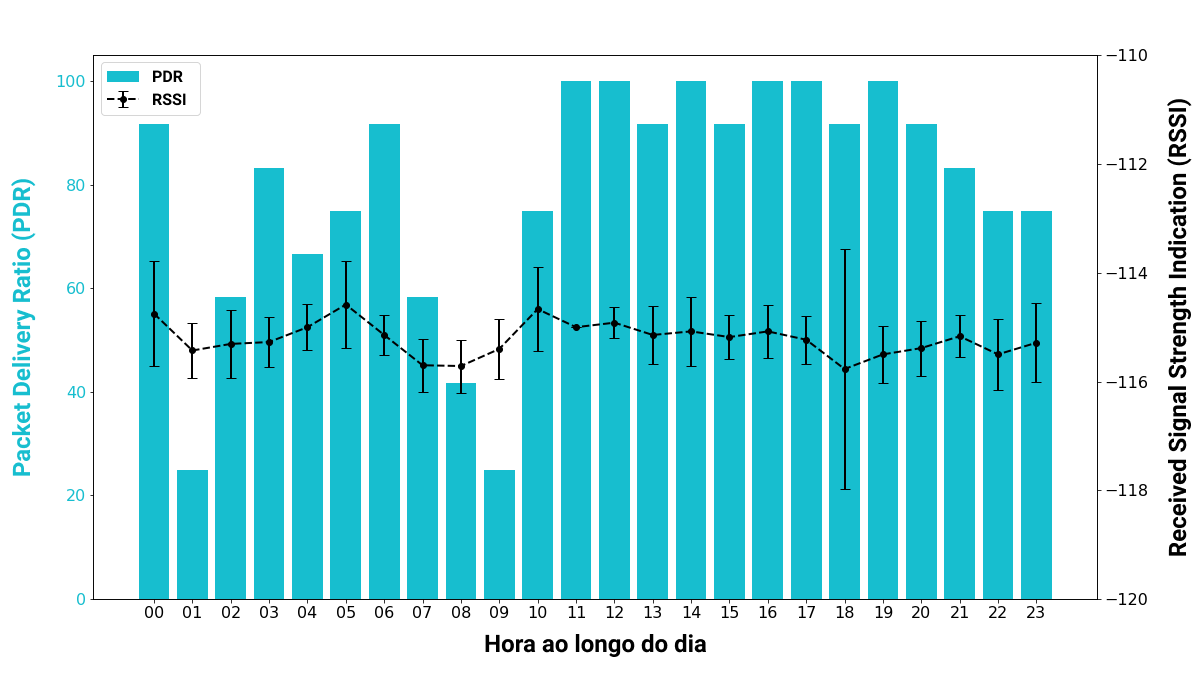 PDR
RSSI
Packet Delivery Ratio (PDR)
100
80
60
40
20
0
−110
−112
−114
−116
−118
−120
Received Signal Strength Indication (RSSI)
00 01 02 03 04 05 06 07 08 09 10 11 12 13 14 15 16 17 18 19 20 21 22 23
Hora ao longo do dia